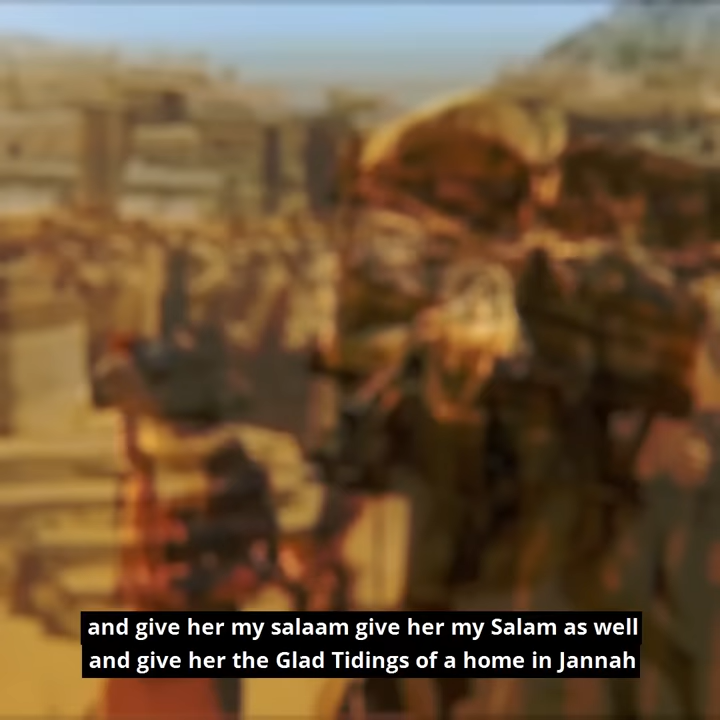 and give her my salaam give her my Salam as well
and give her the Glad Tidings of a home in Jannah